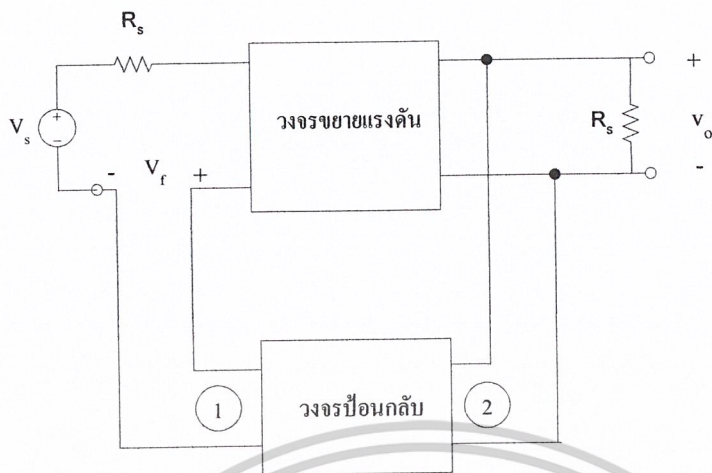 R_s
V_s
+
−
วงจรขยายแรงดัน
R_s
+
v_o
-
- V_f +
1
วงจรป้อนกลับ
2